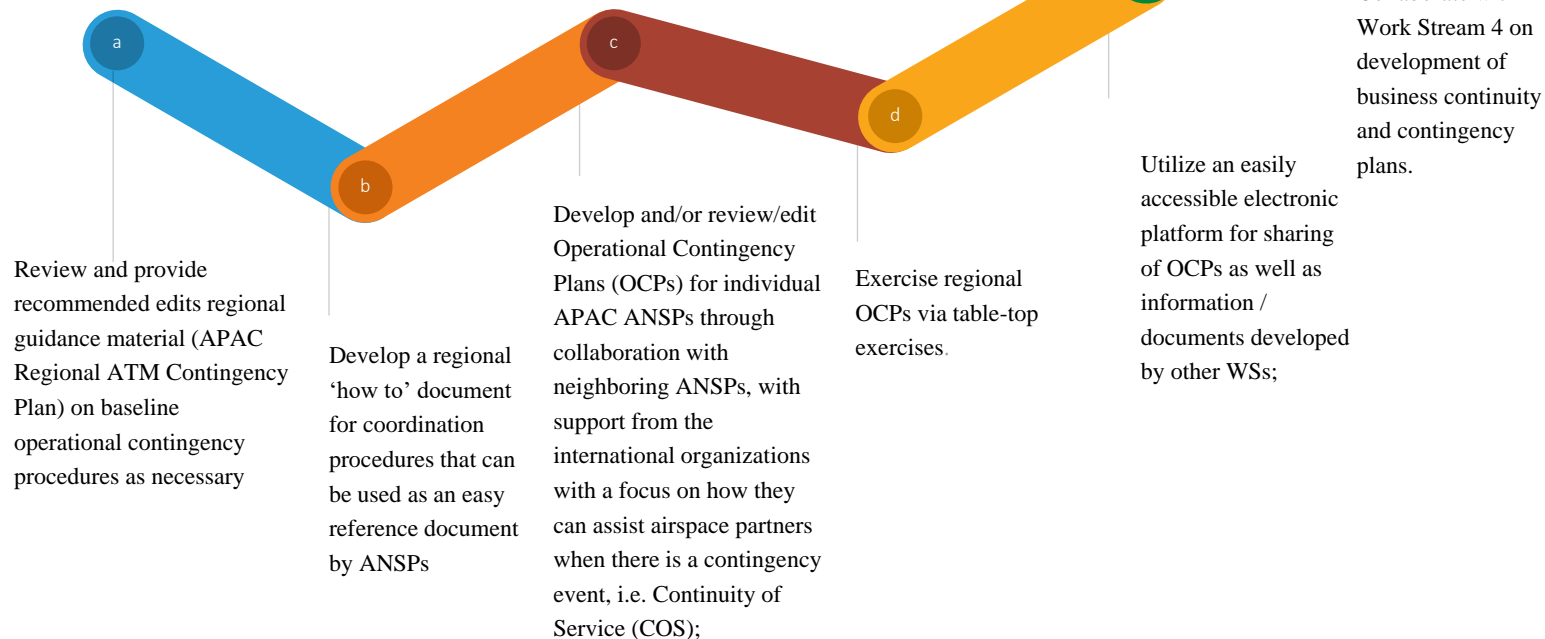 a
b
c
d
Review and provide
recommended edits regional
guidance material (APAC
Regional ATM Contingency
Plan) on baseline
operational contingency
procedures as necessary
Develop a regional
‘how to’ document
for coordination
procedures that can
be used as an easy
reference document
by ANSPs
Develop and/or review/edit
Operational Contingency
Plans (OCPs) for individual
APAC ANSPs through
collaboration with
neighboring ANSPs, with
support from the
international organizations
with a focus on how they
can assist airspace partners
when there is a contingency
event, i.e. Continuity of
Service (COS);
Exercise regional
OCPs via table-top
exercises.
Utilize an easily
accessible electronic
platform for sharing
of OCPs as well as
information /
documents developed
by other WSs;
Work Stream 4 on
development of
business continuity
and contingency
plans.